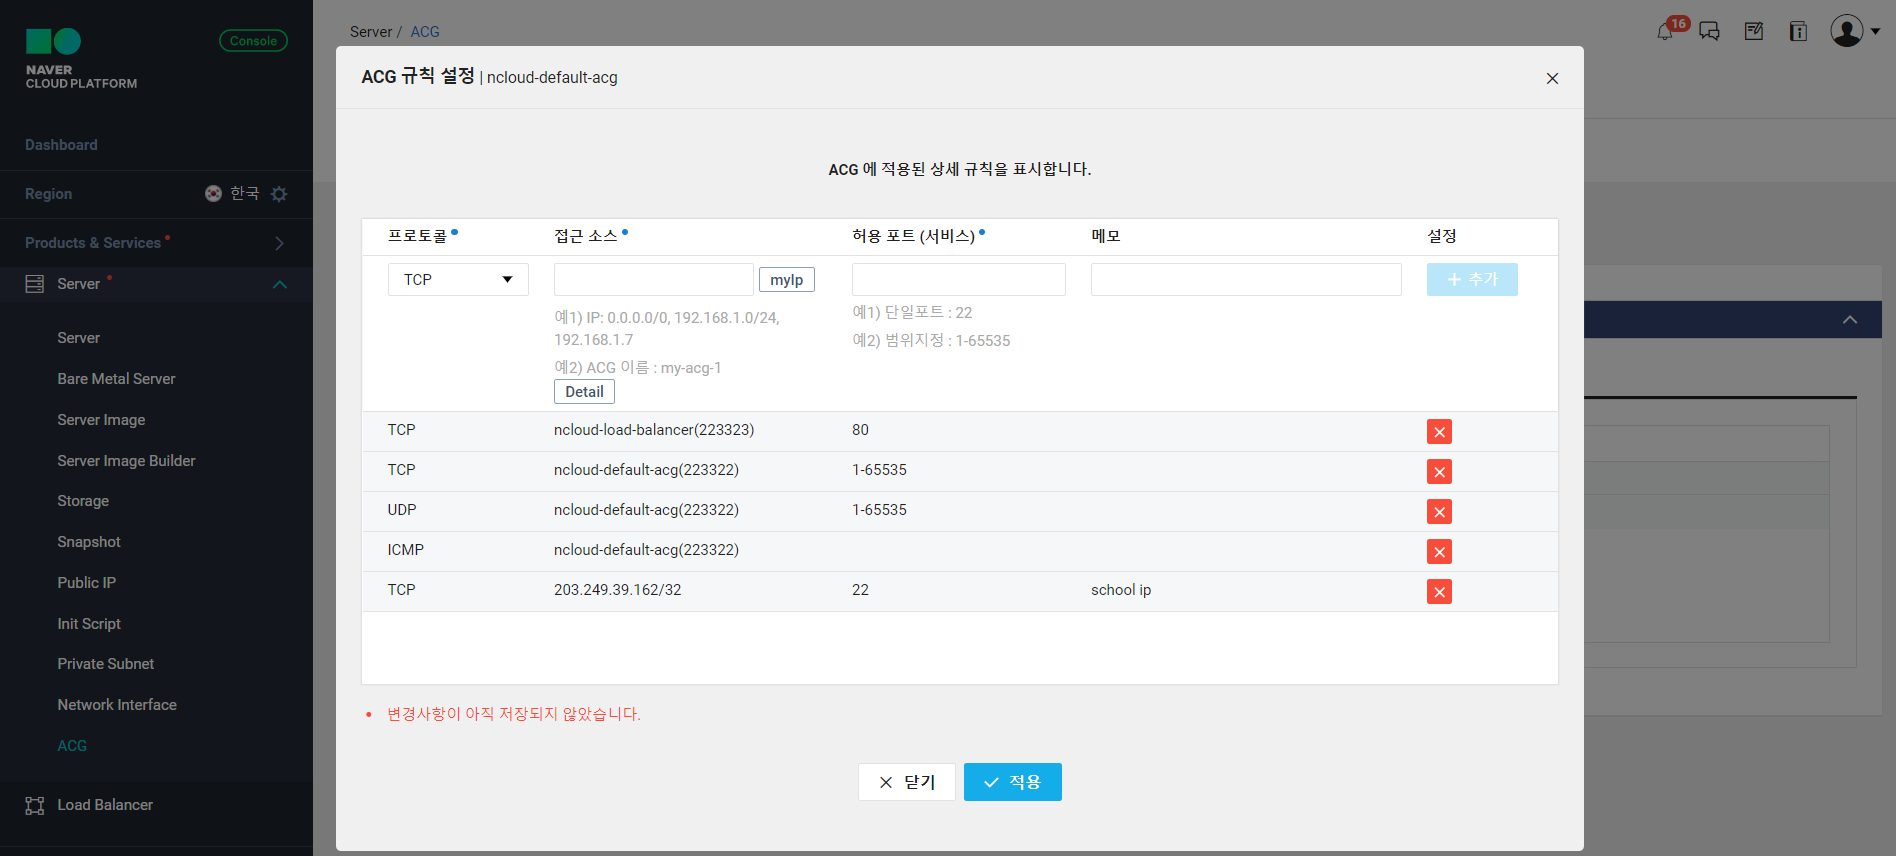 NAVER
CLOUD PLATFORM
Console
Dashboard
Region
한국
Products & Services
Server
Server
Bare Metal Server
Server Image
Server Image Builder
Storage
Snapshot
Public IP
Init Script
Private Subnet
Network Interface
ACG
Load Balancer
Server / ACG
16
ACG 규칙 설정 | ncloud-default-acg
ACG 에 적용된 상세 규칙을 표시합니다.
프로토콜 접근 소스 허용 포트 (서비스) 메모 설정
TCP myIp + 추가
예1) IP: 0.0.0.0/0, 192.168.1.0/24,
192.168.1.7
예2) ACG 이름 : my-acg-1
Detail
예1) 단일포트 : 22
예2) 범위지정 : 1-65535
TCP ncloud-load-balancer(223323) 80
TCP ncloud-default-acg(223322) 1-65535
UDP ncloud-default-acg(223322) 1-65535
ICMP ncloud-default-acg(223322)
TCP 203.249.39.162/32 22 school ip
• 변경사항이 아직 저장되지 않았습니다.
닫기
적용